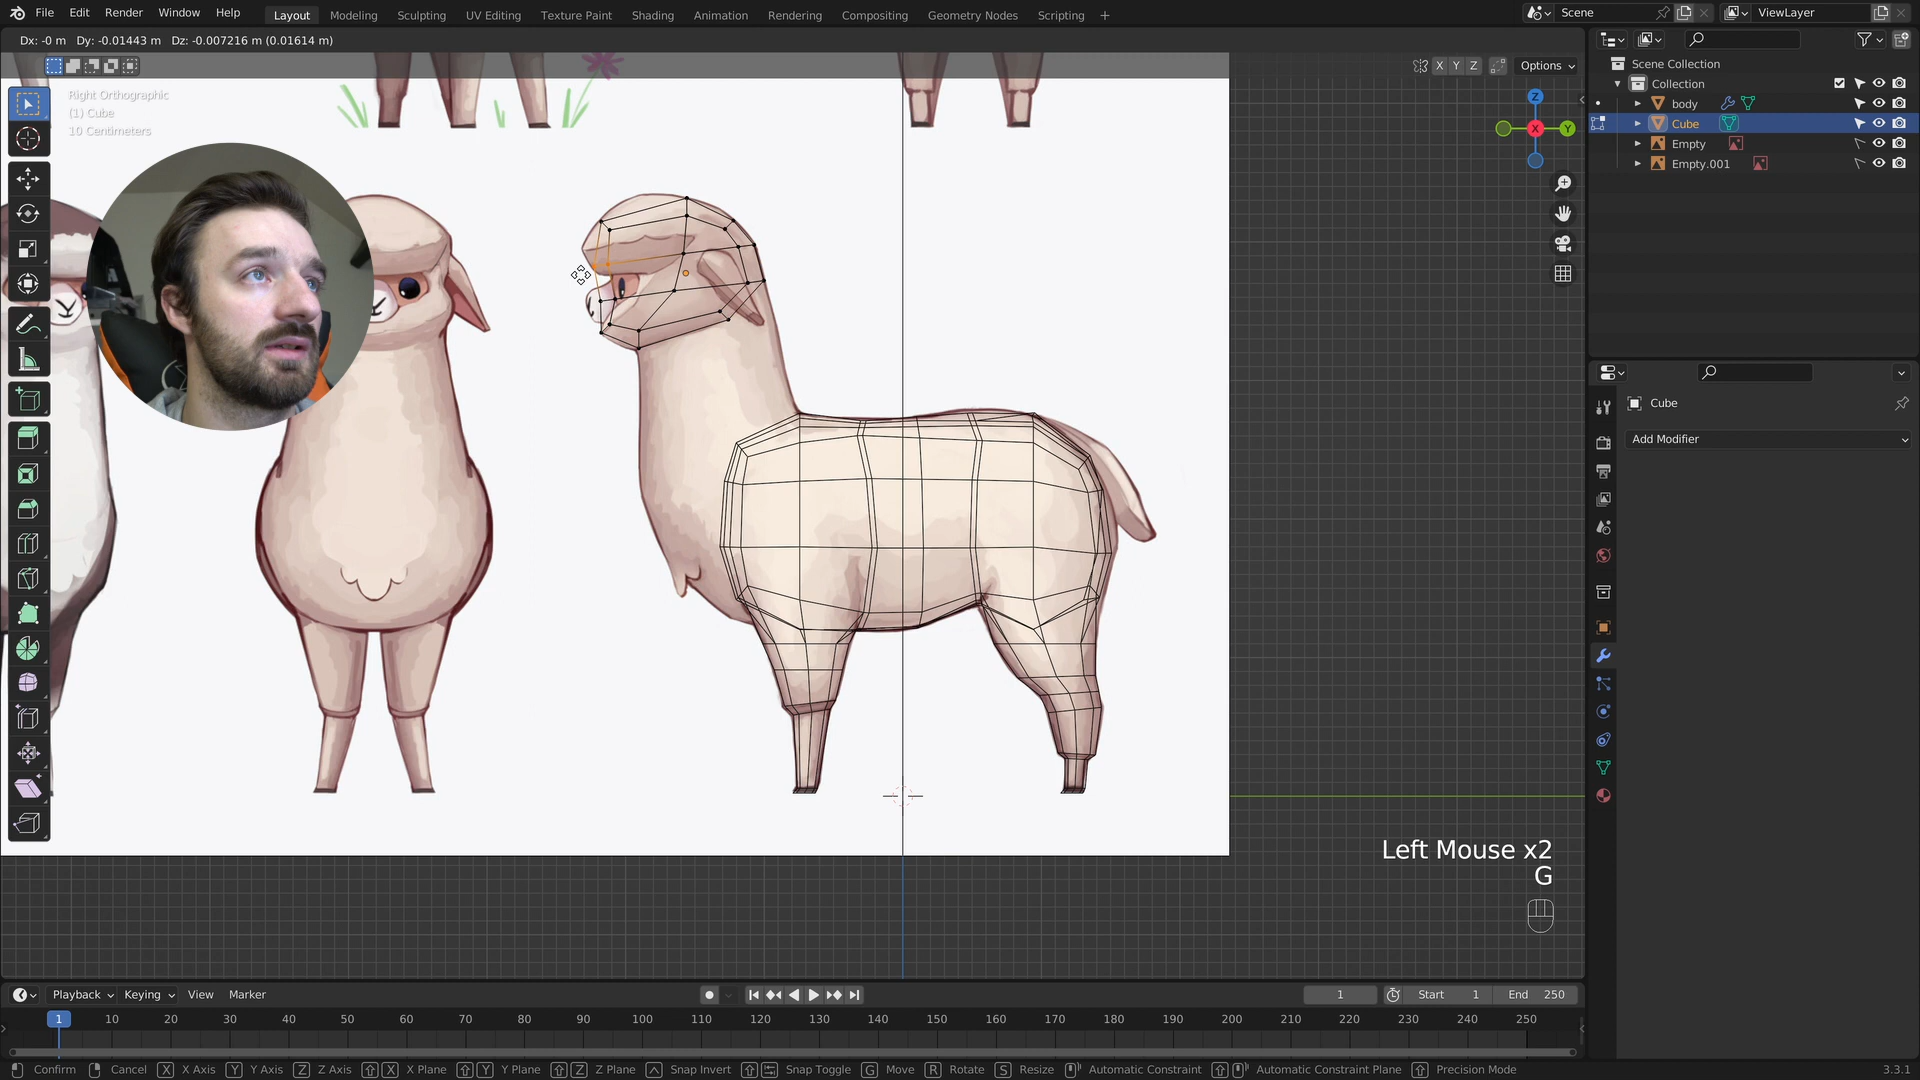 File Edit Render Window Help
Layout Modeling Sculpting UV Editing Texture Paint Shading Animation Rendering Compositing Geometry Nodes Scripting +
Scene
ViewLayer
Dx: -0 m Dy: -0.01443 m Dz: -0.007216 m (0.01614 m)
X Y Z Options
Right Orthographic
(1) Cube
10 Centimeters
Z
X
Y
Scene Collection
Collection
body
Cube
Empty
Empty.001
Cube
Add Modifier
Left Mouse x2
G
Playback Keying View Marker
1 Start 1 End 250
1 10 20 30 40 50 60 70 80 90 100 110 120 130 140 150 160 170 180 190 200 210 220 230 240 250
Confirm Cancel X X Axis Y Y Axis Z Z Axis X X Plane Y Y Plane Z Z Plane Snap Invert Snap Toggle G Move R Rotate S Resize Automatic Constraint Automatic Constraint Plane Precision Mode 3.3.1